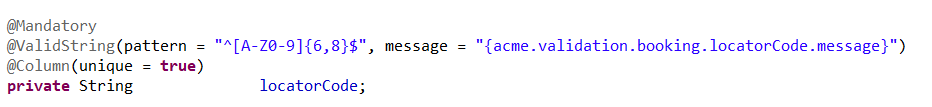 @Mandatory
@ValidString(pattern = "^[A-Z0-9]{6,8}$", message = "{acme.validation.booking.locatorCode.message}")
@Column(unique = true)
private String locatorCode;